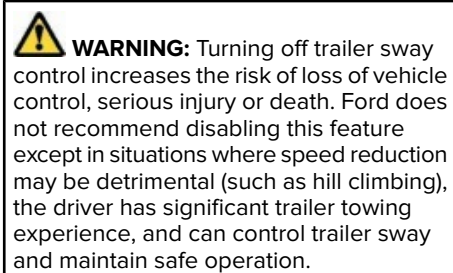 WARNING: Turning off trailer sway
control increases the risk of loss of vehicle
control, serious injury or death. Ford does
not recommend disabling this feature
except in situations where speed reduction
may be detrimental (such as hill climbing),
the driver has significant trailer towing
experience, and can control trailer sway
and maintain safe operation.